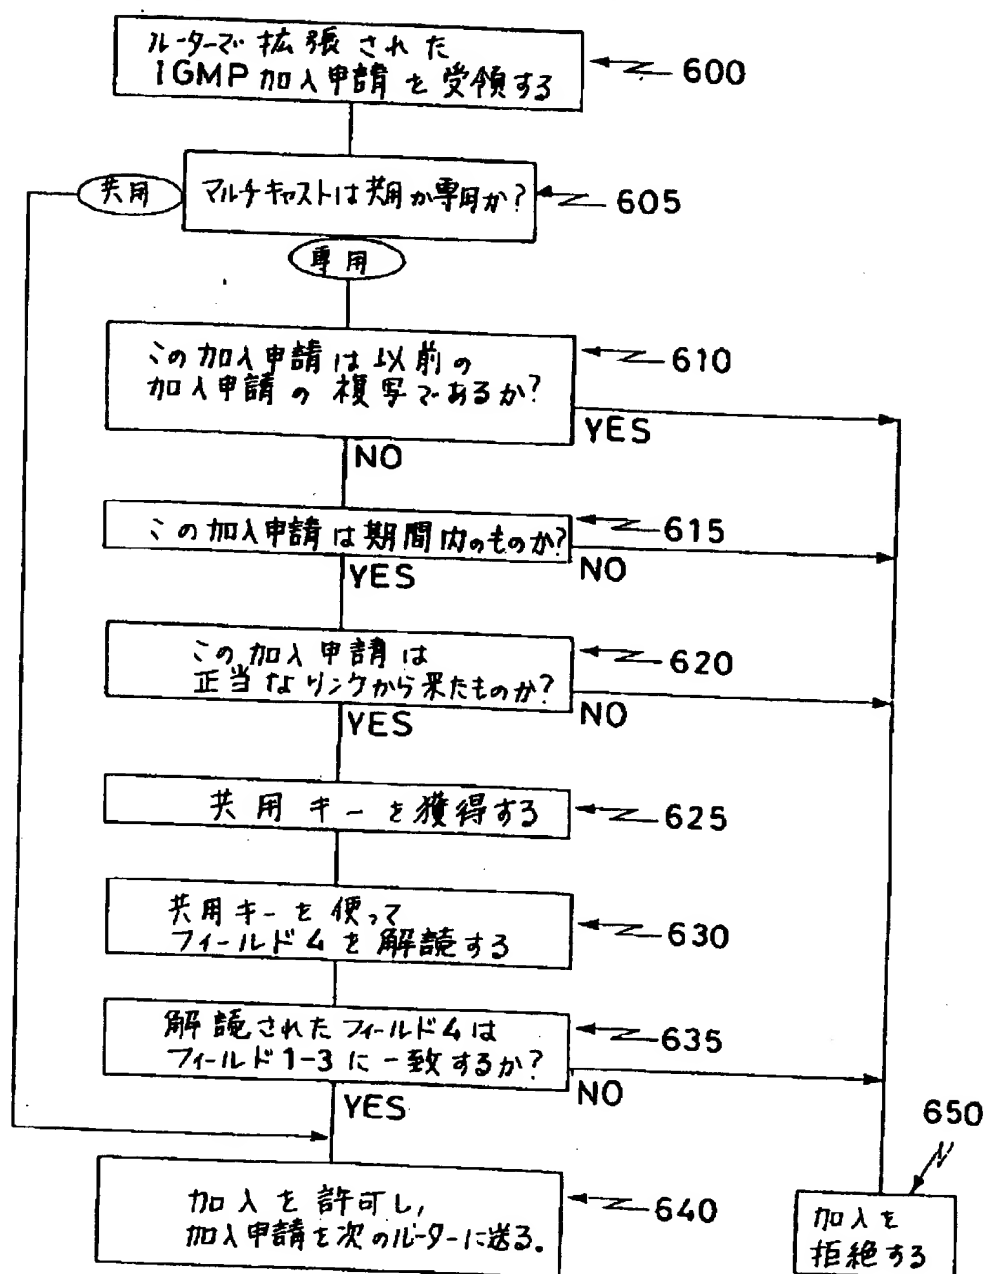 ルーターで拡張された
IGMP加入申請を受領する
600
共用
マルチキャストは共用か専用か?
605
専用
この加入申請は以前の
加入申請の複写であるか?
610
YES
NO
この加入申請は期間内のものか?
615
YES
NO
この加入申請は
正当なリンクから来たものか?
620
YES
NO
共用キーを獲得する
625
共用キーを使って
フィールド4を解読する
630
解読されたフィールド4は
フィールド1-3に一致するか?
635
YES
NO
650
加入を許可し,
加入申請を次のルーターに送る.
640
加入を
拒絶する